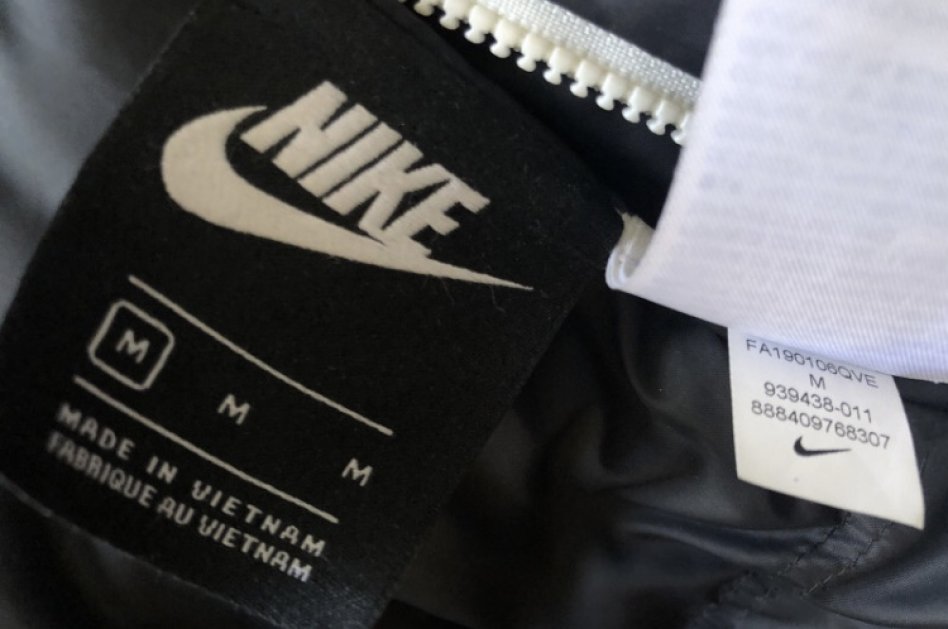 NIKE
M
M
M
MADE IN VIETNAM
FABRIQUE AU VIETNAM
FA190106QVE
M
939438-011
888409768307